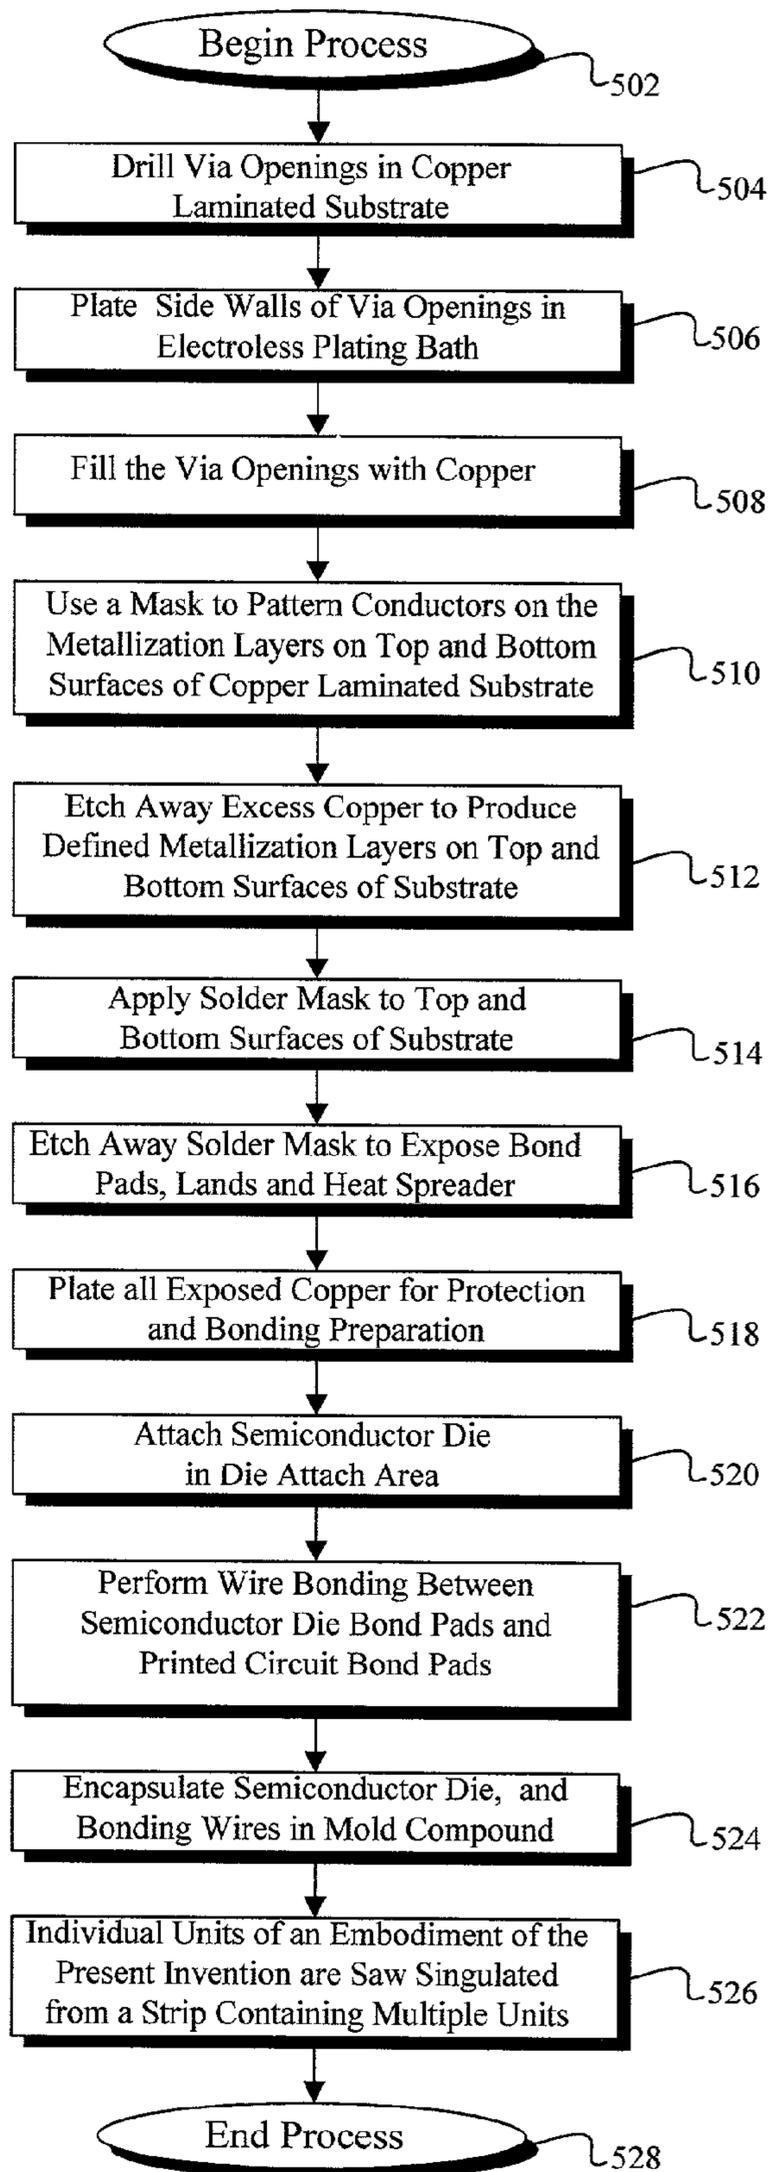 Begin Process
502
Drill Via Openings in Copper
Laminated Substrate
504
Plate Side Walls of Via Openings in
Electroless Plating Bath
506
Fill the Via Openings with Copper
508
Use a Mask to Pattern Conductors on the
Metallization Layers on Top and Bottom
Surfaces of Copper Laminated Substrate
510
Etch Away Excess Copper to Produce
Defined Metallization Layers on Top and
Bottom Surfaces of Substrate
512
Apply Solder Mask to Top and
Bottom Surfaces of Substrate
514
Etch Away Solder Mask to Expose Bond
Pads, Lands and Heat Spreader
516
Plate all Exposed Copper for Protection
and Bonding Preparation
518
Attach Semiconductor Die
in Die Attach Area
520
Perform Wire Bonding Between
Semiconductor Die Bond Pads and
Printed Circuit Bond Pads
522
Encapsulate Semiconductor Die, and
Bonding Wires in Mold Compound
524
Individual Units of an Embodiment of the
Present Invention are Saw Singulated
from a Strip Containing Multiple Units
526
End Process
528